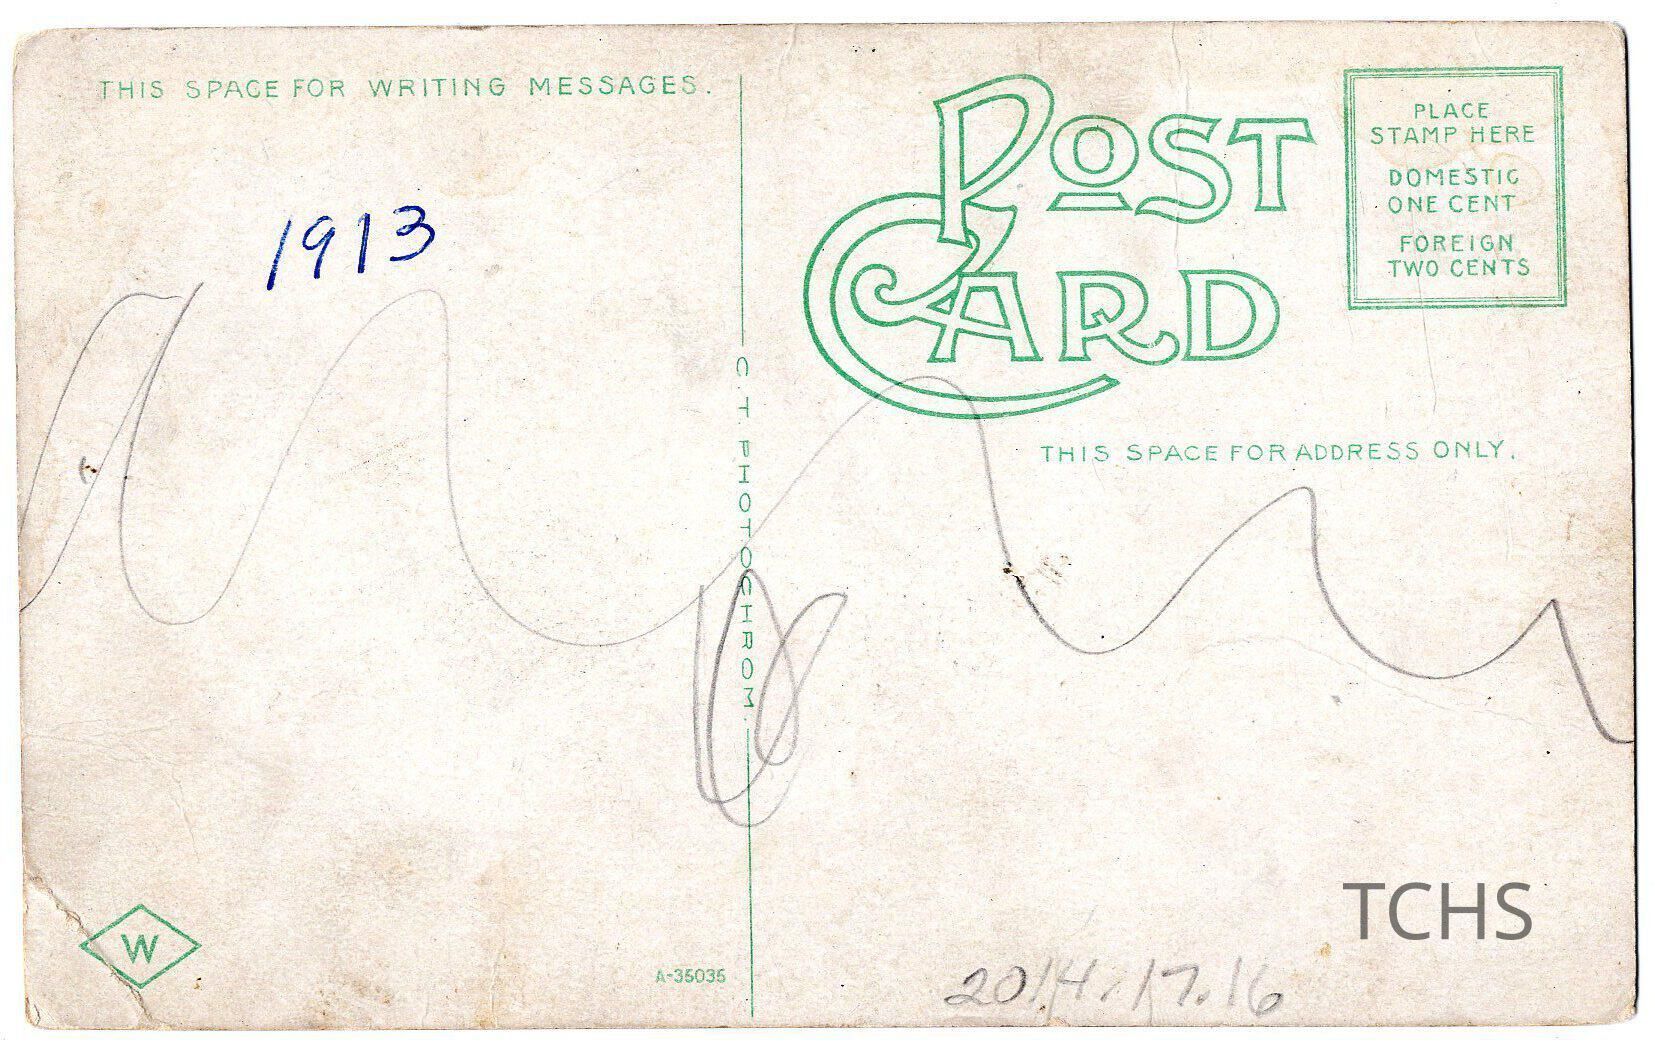 THIS SPACE FOR WRITING MESSAGES.
1913
C. T. PHOTOCHROM.
W
A-35035
POST CARD
PLACE
STAMP HERE
DOMESTIC
ONE CENT
FOREIGN
TWO CENTS
THIS SPACE FOR ADDRESS ONLY.
TCHS
2014.17.16